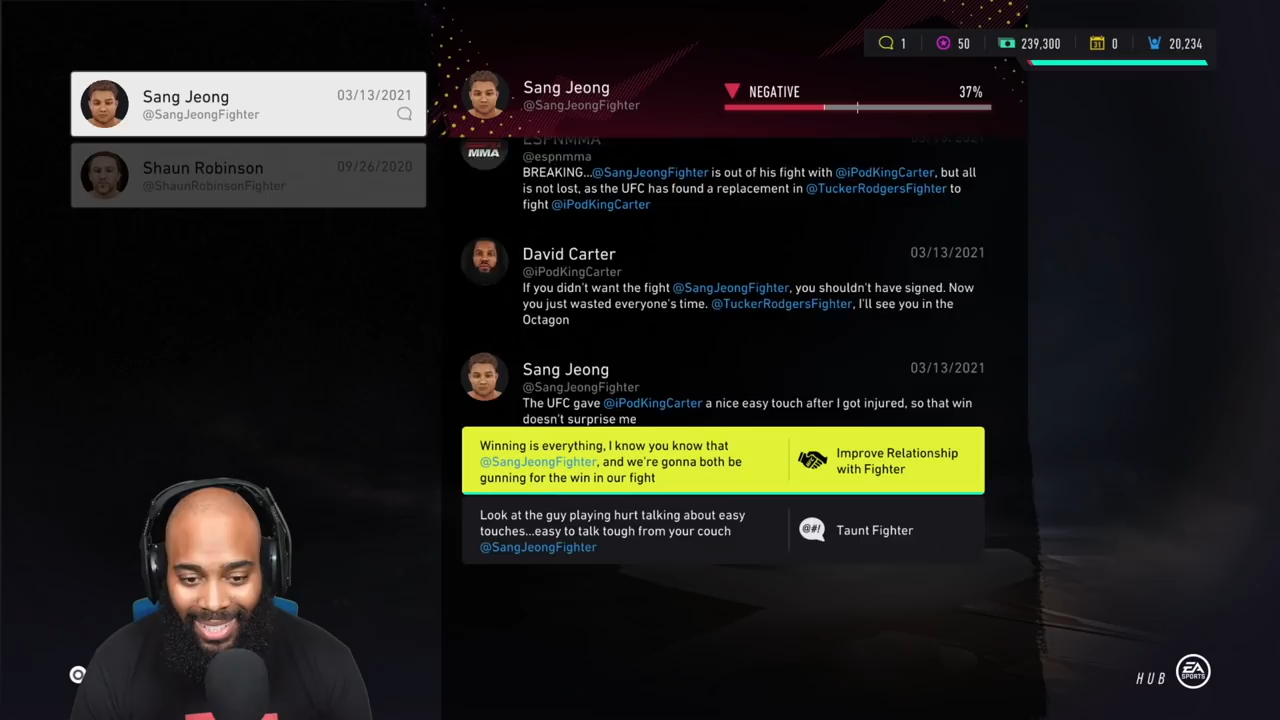 1
50
239,300
31
0
20,234
Sang Jeong
03/13/2021
@SangJeongFighter
Shaun Robinson
09/26/2020
@ShaunRobinsonFighter
Sang Jeong
@SangJeongFighter
NEGATIVE
37%
ESPNMMA
03/13/2021
MMA
@espnmma
BREAKING...@SangJeongFighter is out of his fight with @iPodKingCarter, but all
is not lost, as the UFC has found a replacement in @TuckerRodgersFighter to
fight @iPodKingCarter
David Carter
03/13/2021
@iPodKingCarter
If you didn't want the fight @SangJeongFighter, you shouldn't have signed. Now
you just wasted everyone's time. @TuckerRodgersFighter, I'll see you in the
Octagon
Sang Jeong
03/13/2021
@SangJeongFighter
The UFC gave @iPodKingCarter a nice easy touch after I got injured, so that win
doesn't surprise me
Winning is everything, I know you know that
@SangJeongFighter, and we're gonna both be
gunning for the win in our fight
Improve Relationship
with Fighter
Look at the guy playing hurt talking about easy
touches...easy to talk tough from your couch
@SangJeongFighter
@#!
Taunt Fighter
HUB
EA
SPORTS